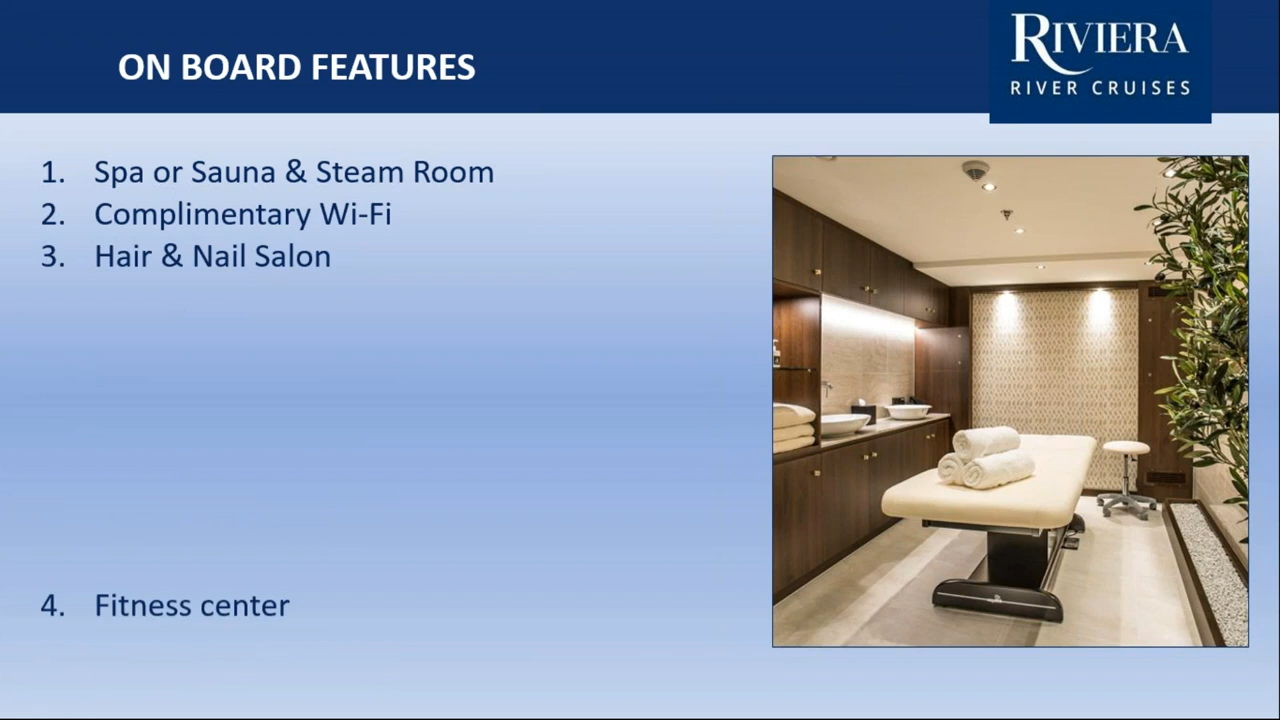 ON BOARD FEATURES
RIVIERA
RIVER CRUISES
1. Spa or Sauna & Steam Room
2. Complimentary Wi-Fi
3. Hair & Nail Salon
4. Fitness center